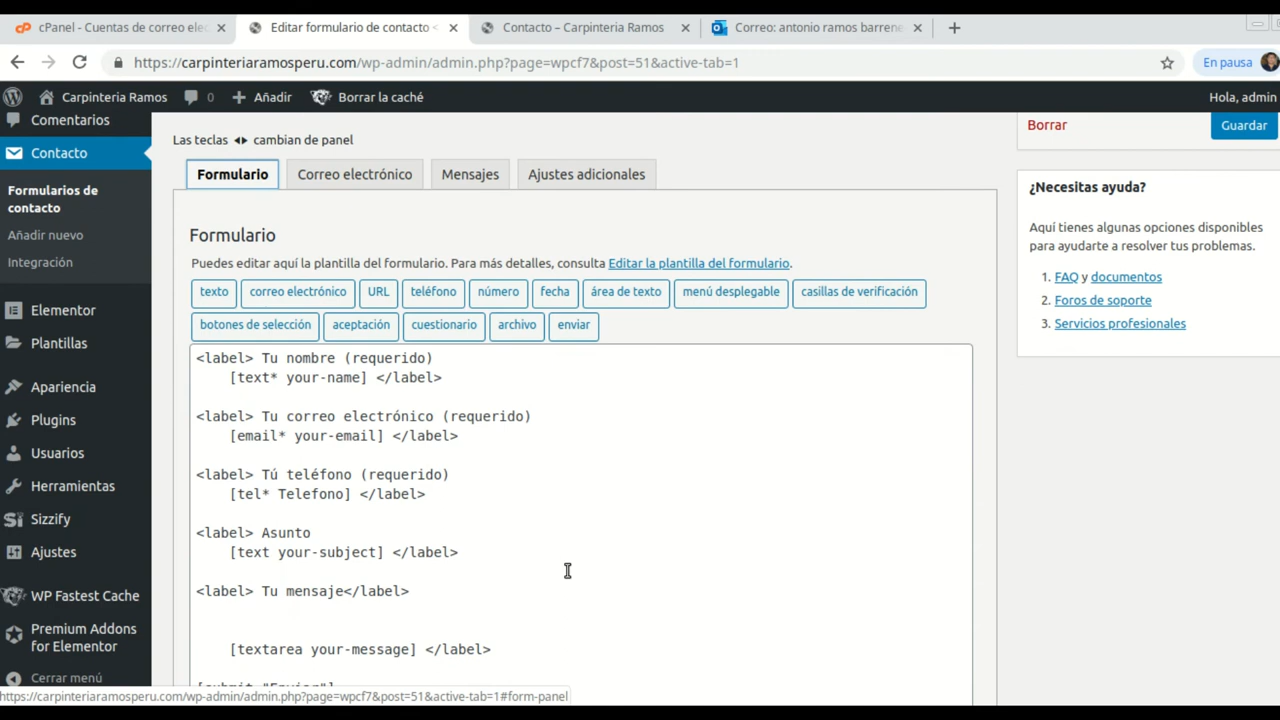 cPanel - Cuentas de correo elec
Editar formulario de contacto <
Contacto – Carpinteria Ramos
Correo: antonio ramos barrene
https://carpinteriaramosperu.com/wp-admin/admin.php?page=wpcf7&post=51&active-tab=1
En pausa
Carpinteria Ramos
0
Añadir
Borrar la caché
Hola, admin
Comentarios
Contacto
Formularios de
contacto
Añadir nuevo
Integración
Elementor
Plantillas
Apariencia
Plugins
Usuarios
Herramientas
Sizzify
Ajustes
WP Fastest Cache
Premium Addons
for Elementor
Cerrar menú
Las teclas ◂▸ cambian de panel
Formulario
Correo electrónico
Mensajes
Ajustes adicionales
Formulario
Puedes editar aquí la plantilla del formulario. Para más detalles, consulta Editar la plantilla del formulario.
texto
correo electrónico
URL
teléfono
número
fecha
área de texto
menú desplegable
casillas de verificación
botones de selección
aceptación
cuestionario
archivo
enviar
<label> Tu nombre (requerido)
[text* your-name] </label>
<label> Tu correo electrónico (requerido)
[email* your-email] </label>
<label> Tú teléfono (requerido)
[tel* Telefono] </label>
<label> Asunto
[text your-subject] </label>
<label> Tu mensaje</label>
[textarea your-message] </label>
[submit "Enviar"]
https://carpinteriaramosperu.com/wp-admin/admin.php?page=wpcf7&post=51&active-tab=1#form-panel
Borrar
Guardar
¿Necesitas ayuda?
Aquí tienes algunas opciones disponibles
para ayudarte a resolver tus problemas.
1. FAQ y documentos
2. Foros de soporte
3. Servicios profesionales